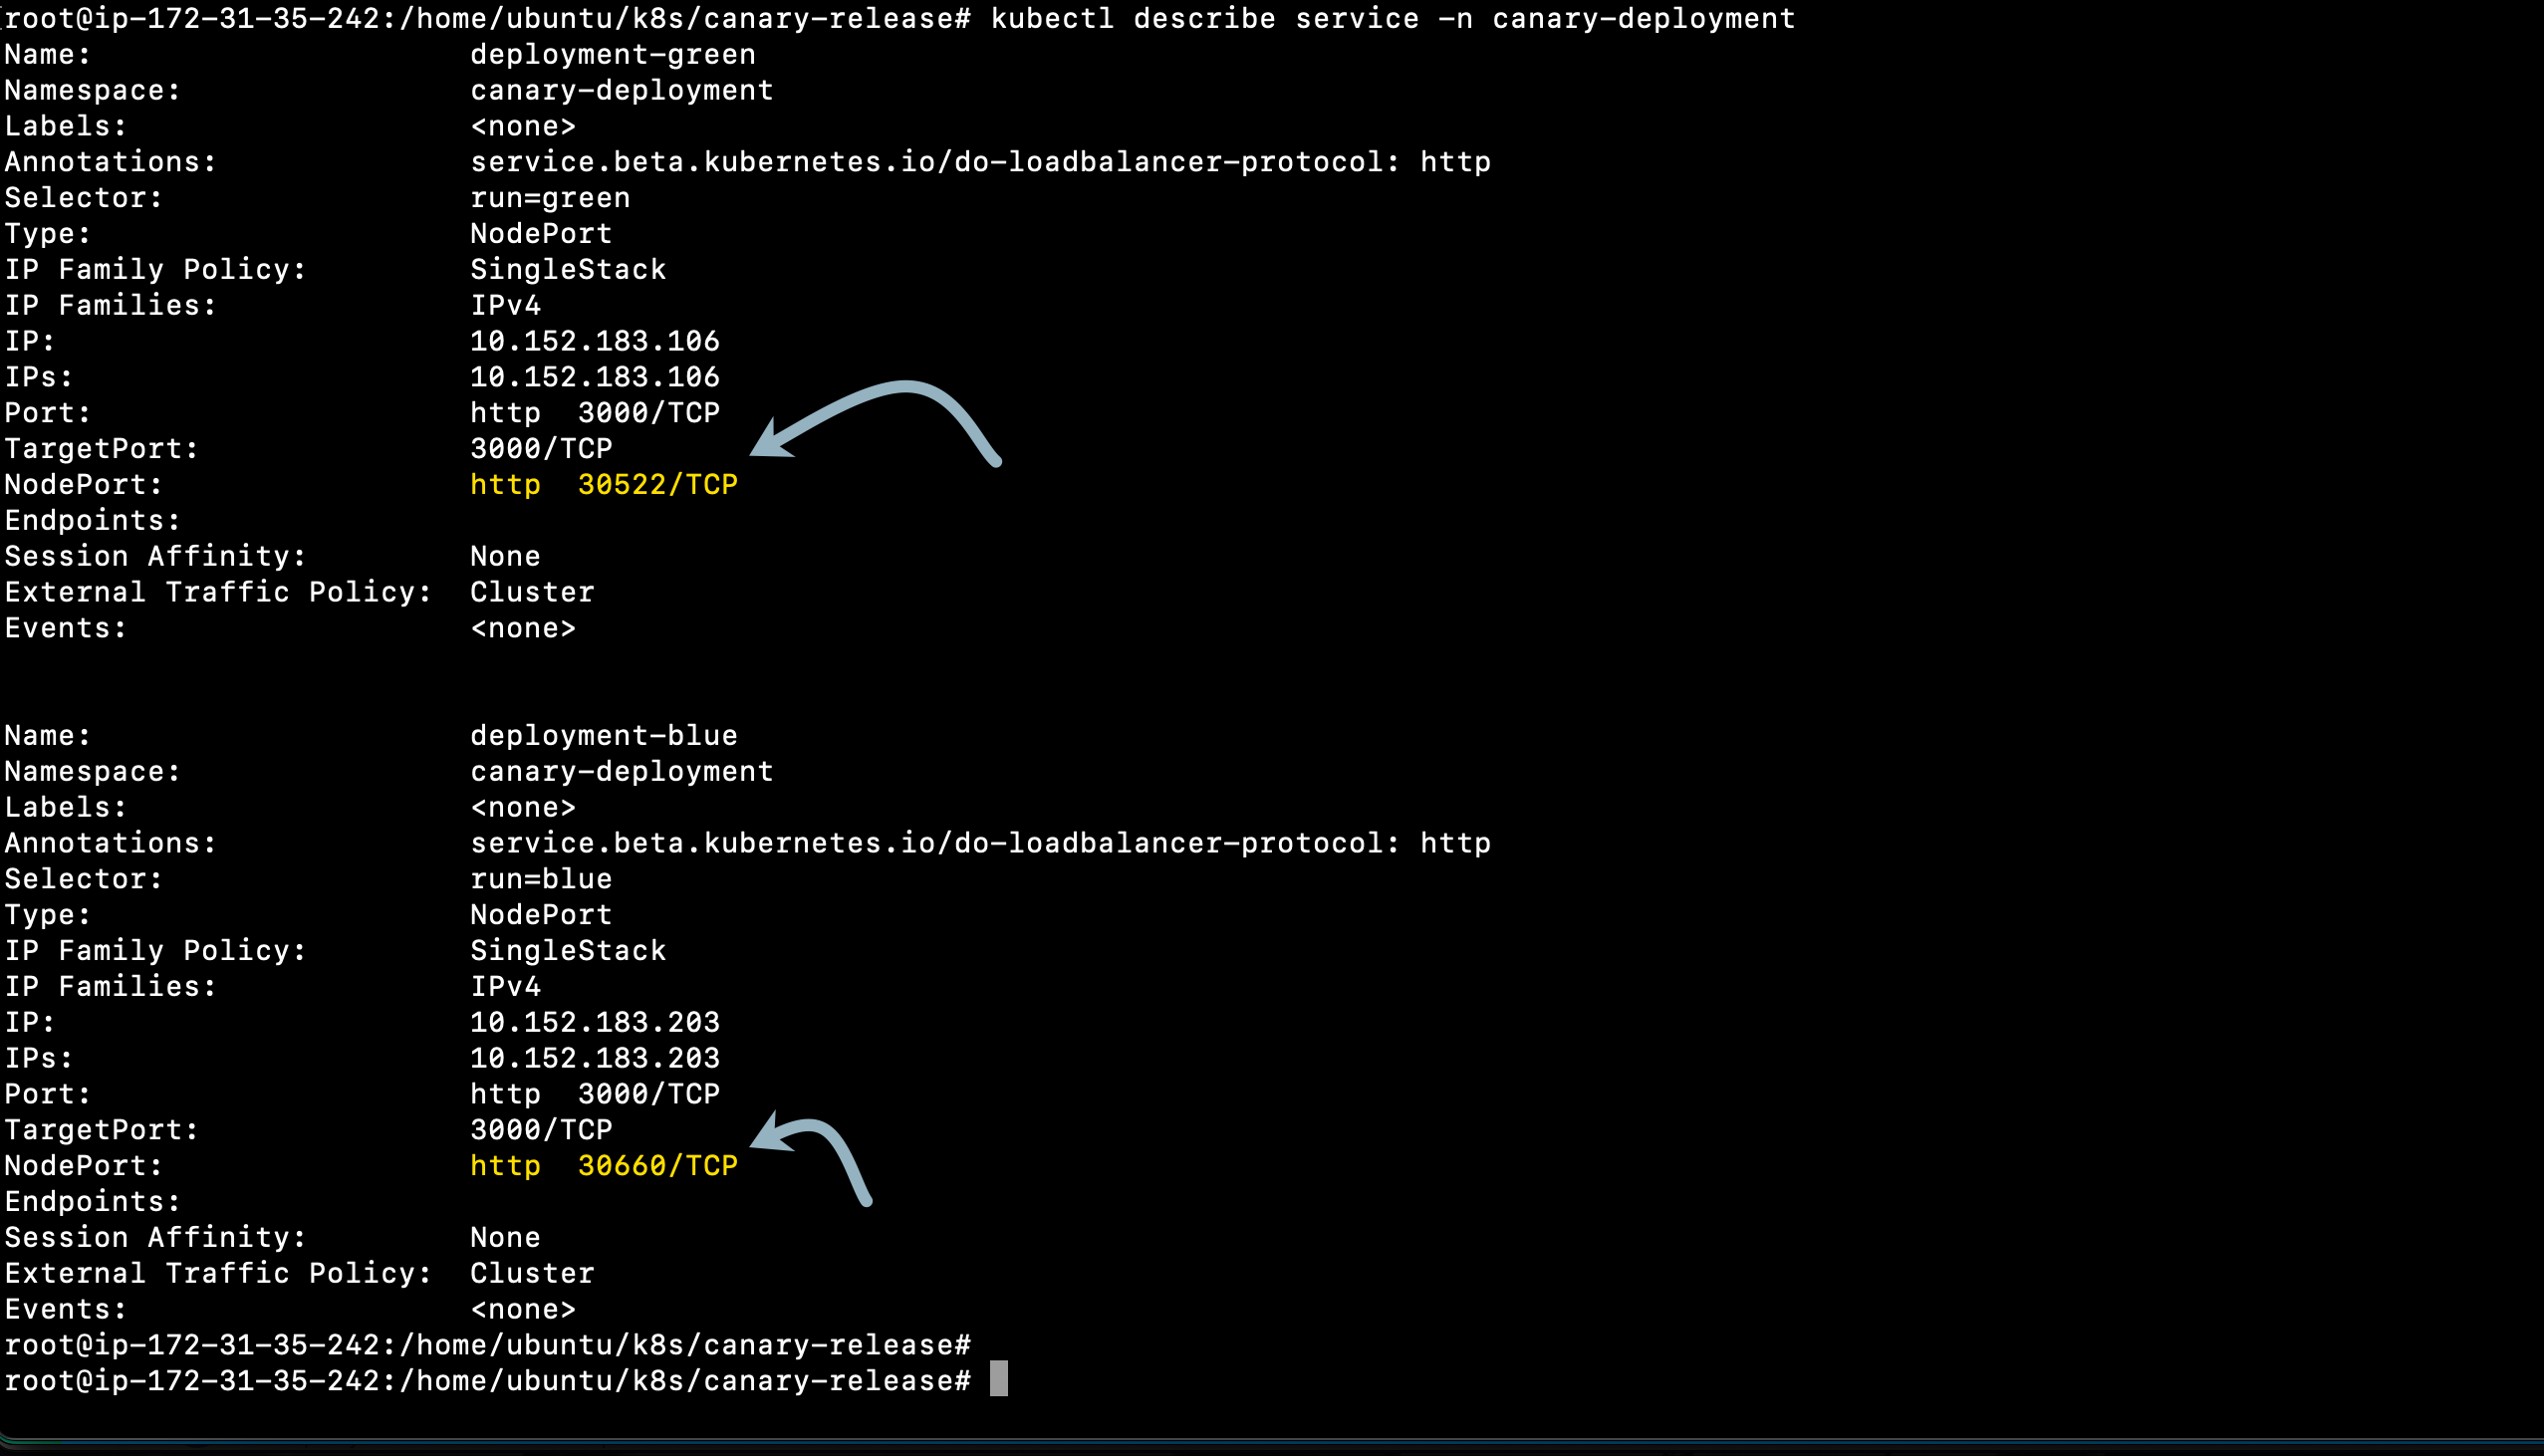 root@ip-172-31-35-242:/home/ubuntu/k8s/canary-release# kubectl describe service -n canary-deployment
Name:                     deployment-green
Namespace:                canary-deployment
Labels:                   <none>
Annotations:              service.beta.kubernetes.io/do-loadbalancer-protocol: http
Selector:                 run=green
Type:                     NodePort
IP Family Policy:         SingleStack
IP Families:              IPv4
IP:                       10.152.183.106
IPs:                      10.152.183.106
Port:                     http  3000/TCP
TargetPort:               3000/TCP
NodePort:                 http  30522/TCP
Endpoints:
Session Affinity:         None
External Traffic Policy:  Cluster
Events:                   <none>
Name:                     deployment-blue
Namespace:                canary-deployment
Labels:                   <none>
Annotations:              service.beta.kubernetes.io/do-loadbalancer-protocol: http
Selector:                 run=blue
Type:                     NodePort
IP Family Policy:         SingleStack
IP Families:              IPv4
IP:                       10.152.183.203
IPs:                      10.152.183.203
Port:                     http  3000/TCP
TargetPort:               3000/TCP
NodePort:                 http  30660/TCP
Endpoints:
Session Affinity:         None
External Traffic Policy:  Cluster
Events:                   <none>
root@ip-172-31-35-242:/home/ubuntu/k8s/canary-release#
root@ip-172-31-35-242:/home/ubuntu/k8s/canary-release#